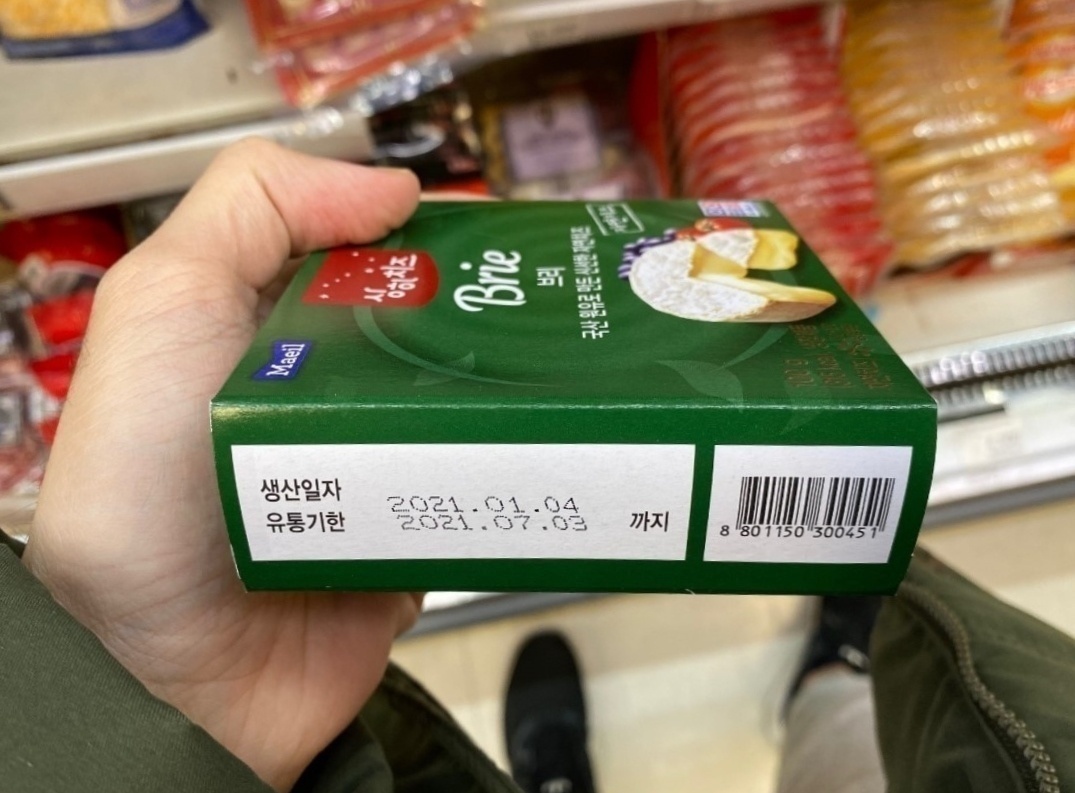 상하치즈
Brie
브리
국산 원유로 만든 신선한 자연치즈
Maeil
생산일자 2021.01.04
유통기한 2021.07.03 까지
8 801150 300451